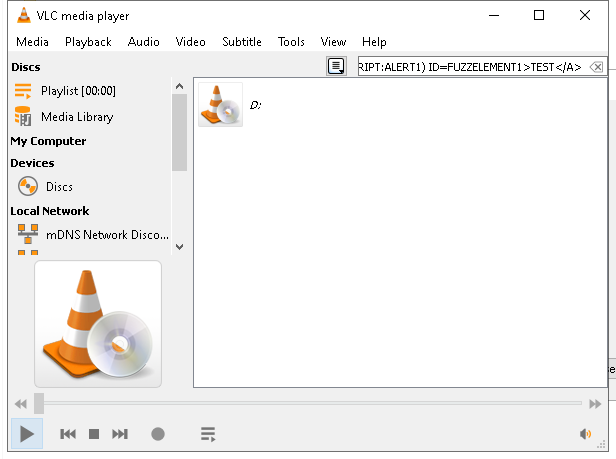 VLC media player
Media Playback Audio Video Subtitle Tools View Help
Discs
RIPT:ALERT1) ID=FUZZELEMENT1>TEST</A>
Playlist [00:00]
Media Library
My Computer
Devices
Discs
Local Network
mDNS Network Disco...
D: